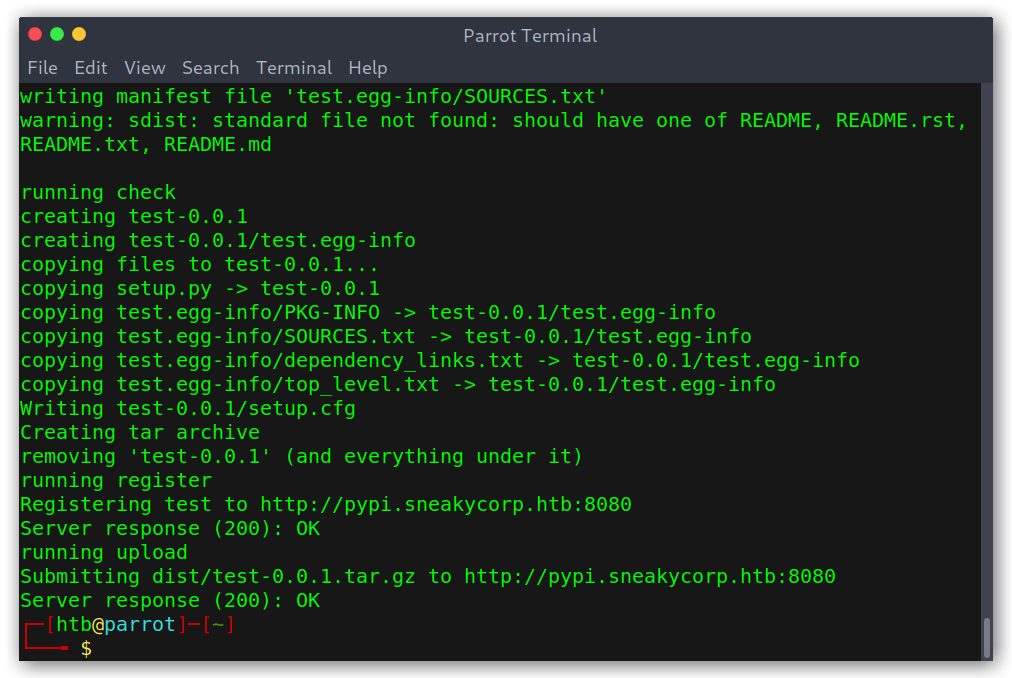 Parrot Terminal
File Edit View Search Terminal Help
writing manifest file 'test.egg-info/SOURCES.txt'
warning: sdist: standard file not found: should have one of README, README.rst,
README.txt, README.md
running check
creating test-0.0.1
creating test-0.0.1/test.egg-info
copying files to test-0.0.1...
copying setup.py -> test-0.0.1
copying test.egg-info/PKG-INFO -> test-0.0.1/test.egg-info
copying test.egg-info/SOURCES.txt -> test-0.0.1/test.egg-info
copying test.egg-info/dependency_links.txt -> test-0.0.1/test.egg-info
copying test.egg-info/top_level.txt -> test-0.0.1/test.egg-info
Writing test-0.0.1/setup.cfg
Creating tar archive
removing 'test-0.0.1' (and everything under it)
running register
Registering test to http://pypi.sneakycorp.htb:8080
Server response (200): OK
running upload
Submitting dist/test-0.0.1.tar.gz to http://pypi.sneakycorp.htb:8080
Server response (200): OK
┌─[htb@parrot]─[~]
└──╼ $